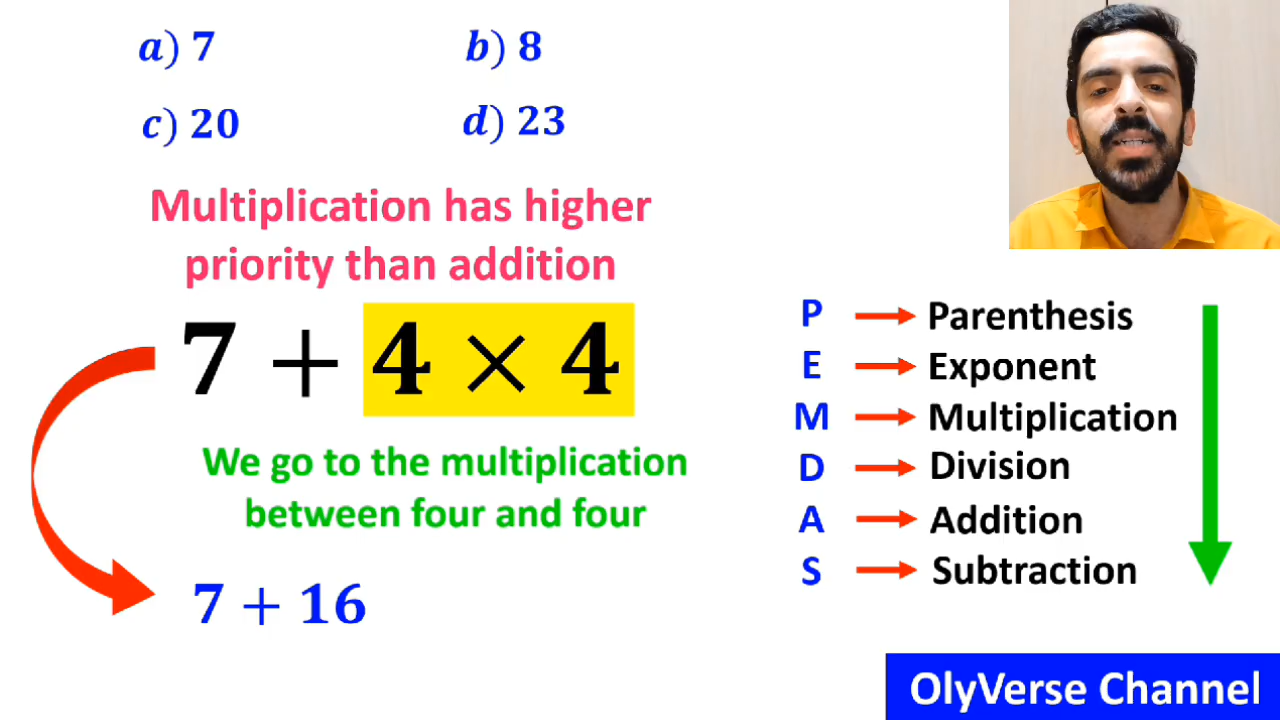 a) 7
b) 8
c) 20
d) 23
Multiplication has higher
priority than addition
7 + 4 × 4
We go to the multiplication
between four and four
7 + 16
P → Parenthesis
E → Exponent
M → Multiplication
D → Division
A → Addition
S → Subtraction
OlyVerse Channel